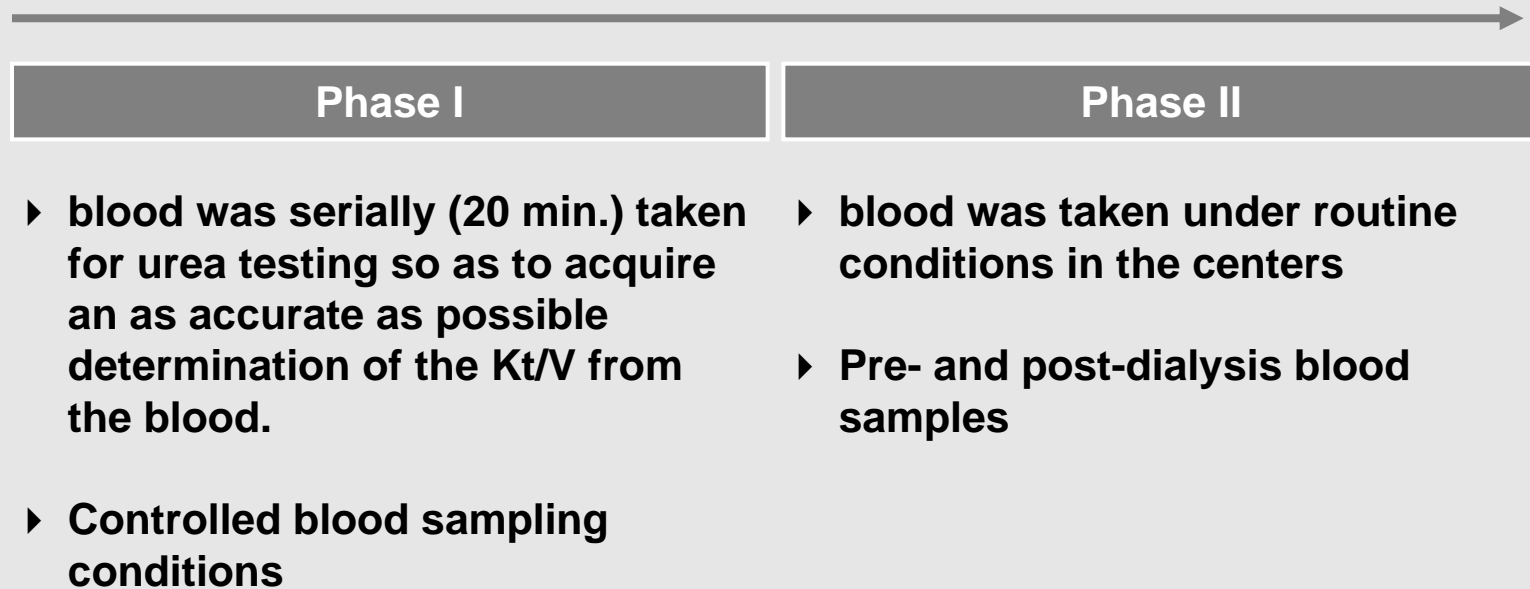 Phase I
blood was serially (20 min.) taken
for urea testing so as to acquire
an as accurate as possible
determination of the Kt/V from
the blood.
Controlled blood sampling
conditions
Phase II
blood was taken under routine
conditions in the centers
Pre- and post-dialysis blood
samples